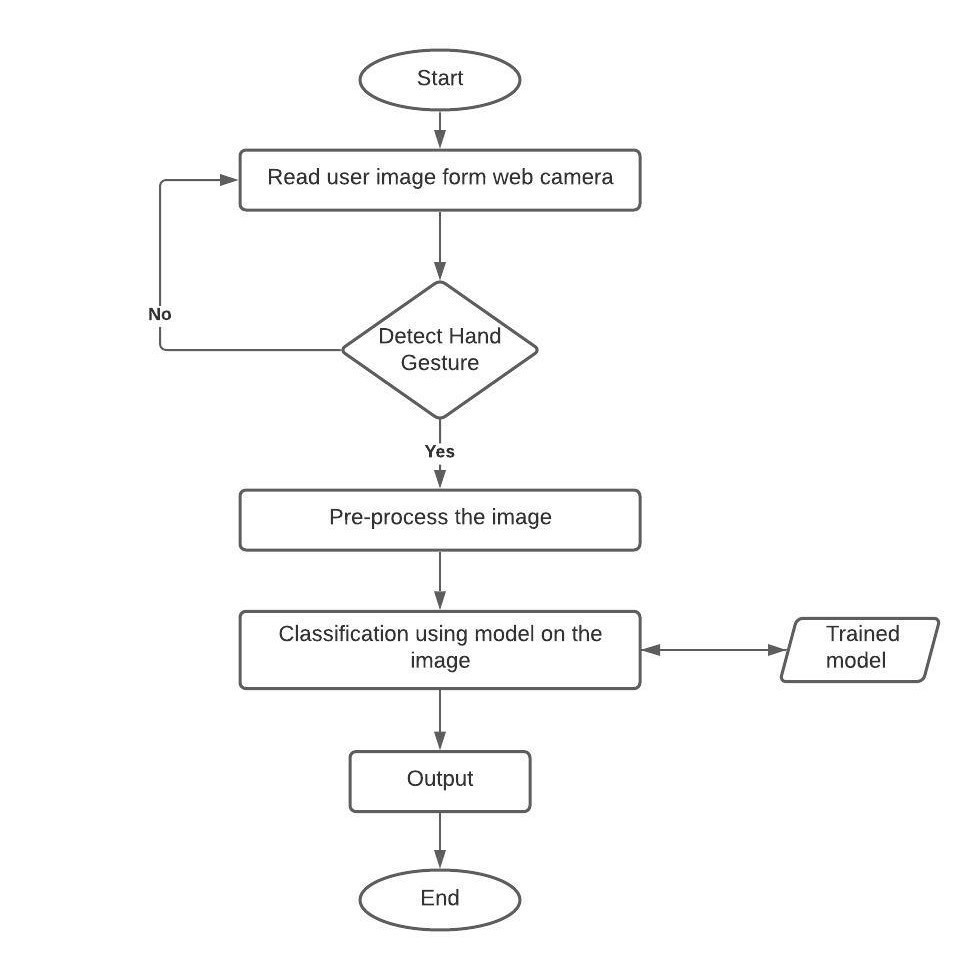 Start
Read user image form web camera
Detect Hand
Gesture
No
Yes
Pre-process the image
Classification using model on the
image
Trained
model
Output
End